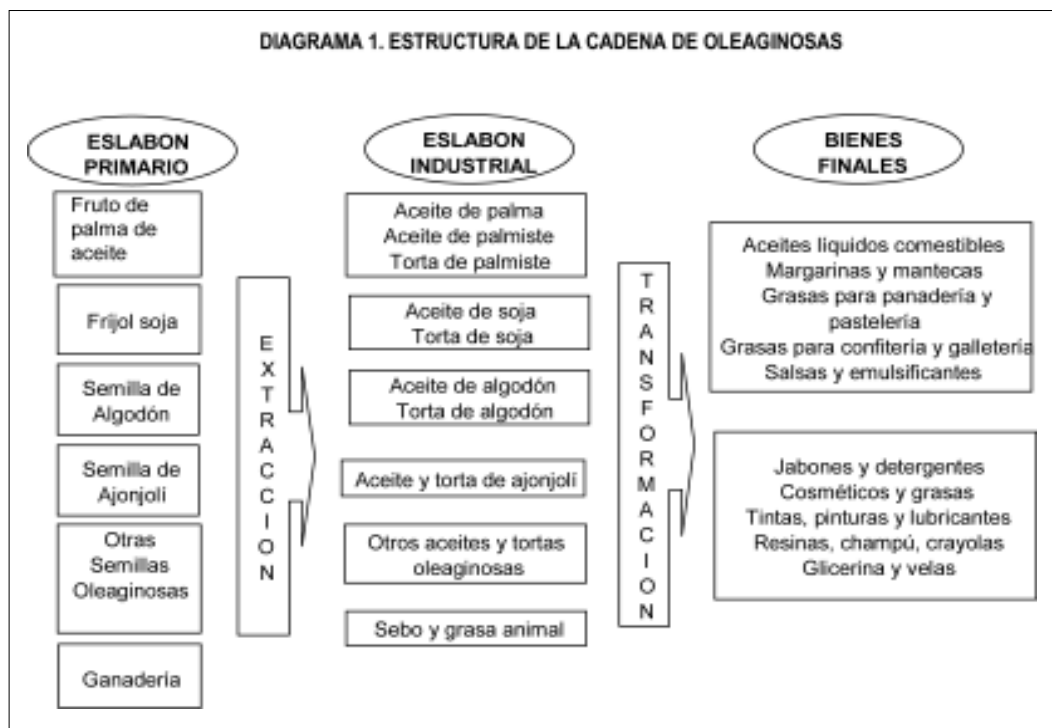 DIAGRAMA 1. ESTRUCTURA DE LA CADENA DE OLEAGINOSAS
ESLABON
PRIMARIO
Fruto de
palma de
aceite
Frijol soja
Semilla de
Algodón
Semilla de
Ajonjolí
Otras
Semillas
Oleaginosas
Ganadería
EXTRACCION
ESLABON
INDUSTRIAL
Aceite de palma
Aceite de palmiste
Torta de palmiste
Aceite de soja
Torta de soja
Aceite de algodón
Torta de algodón
Aceite y torta de ajonjolí
Otros aceites y tortas
oleaginosas
Sebo y grasa animal
TRANSFORMACION
BIENES
FINALES
Aceites líquidos comestibles
Margarinas y mantecas
Grasas para panadería y
pastelería
Grasas para confitería y galletería
Salsas y emulsificantes
Jabones y detergentes
Cosméticos y grasas
Tintas, pinturas y lubricantes
Resinas, champú, crayolas
Glicerina y velas